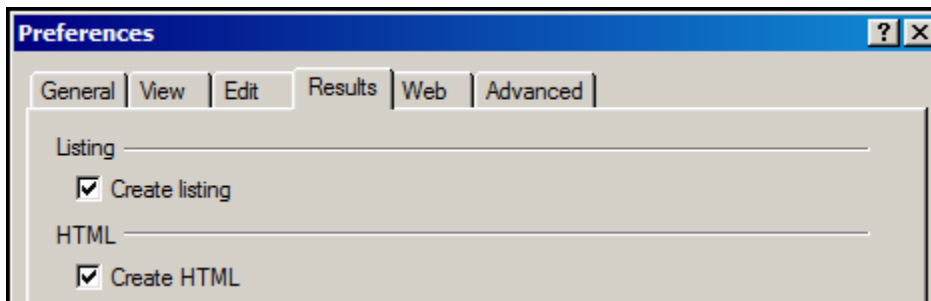 Preferences
General View Edit Results Web Advanced
Listing
Create listing
HTML
Create HTML